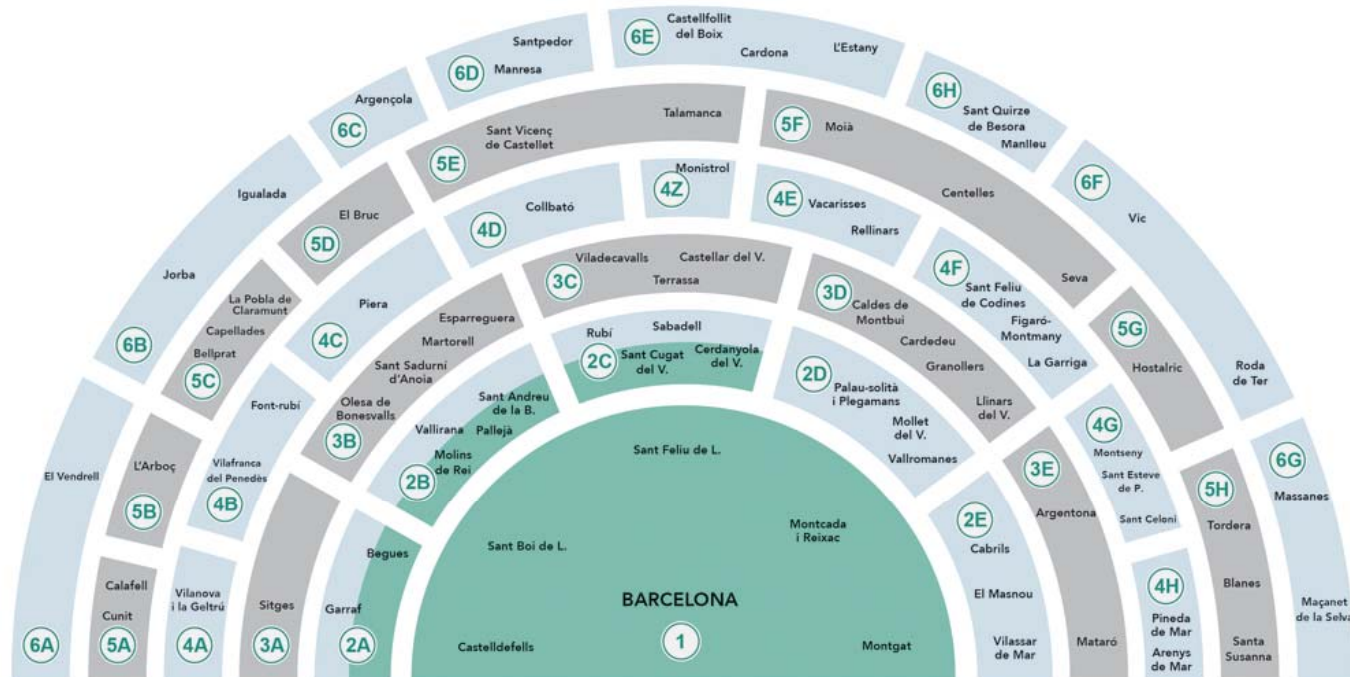 6E
Castellfollit
del Boix
Cardona
L'Estany
6D
Santpedor
Manresa
6H
Sant Quirze
de Besora
Manlleu
6C
Argençola
6F
Vic
Roda
de Ter
6B
Igualada
Jorba
6A
El Vendrell
6G
Massanes
Maçanet
de la Selva
5E
Sant Vicenç
de Castellet
Talamanca
5F
Moià
Centelles
Seva
5D
El Bruc
5G
Hostalric
5C
La Pobla de
Claramunt
Capellades
Bellprat
5B
L'Arboç
5H
Tordera
Blanes
Santa
Susanna
5A
Calafell
Cunit
4Z
Monistrol
4D
Collbató
4E
Vacarisses
Rellinars
4C
Piera
4F
Sant Feliu
de Codines
Figaró-
Montmany
La Garriga
4B
Font-rubí
Vilafranca
del Penedès
4G
Montseny
Sant Esteve
de P.
Sant Celoni
4A
Vilanova
i la Geltrú
4H
Pineda
de Mar
Arenys
de Mar
3C
Viladecavalls
Castellar del V.
Terrassa
3D
Caldes de
Montbui
Cardedeu
Granollers
Llinars
del V.
3B
Esparreguera
Martorell
Sant Sadurní
d'Anoia
Olesa de
Bonesvalls
3E
Argentona
Mataró
3A
Sitges
2C
Rubí
Sabadell
Sant Cugat
del V.
Cerdanyola
del V.
2D
Palau-solità
i Plegamans
Mollet
del V.
Vallromanes
2B
Sant Andreu
de la B.
Vallirana
Pallejà
Molins
de Rei
2E
Cabrils
El Masnou
Vilassar
de Mar
2A
Begues
Garraf
Sant Feliu de L.
Montcada
i Reixac
Sant Boi de L.
BARCELONA
1
Castelldefells
Montgat